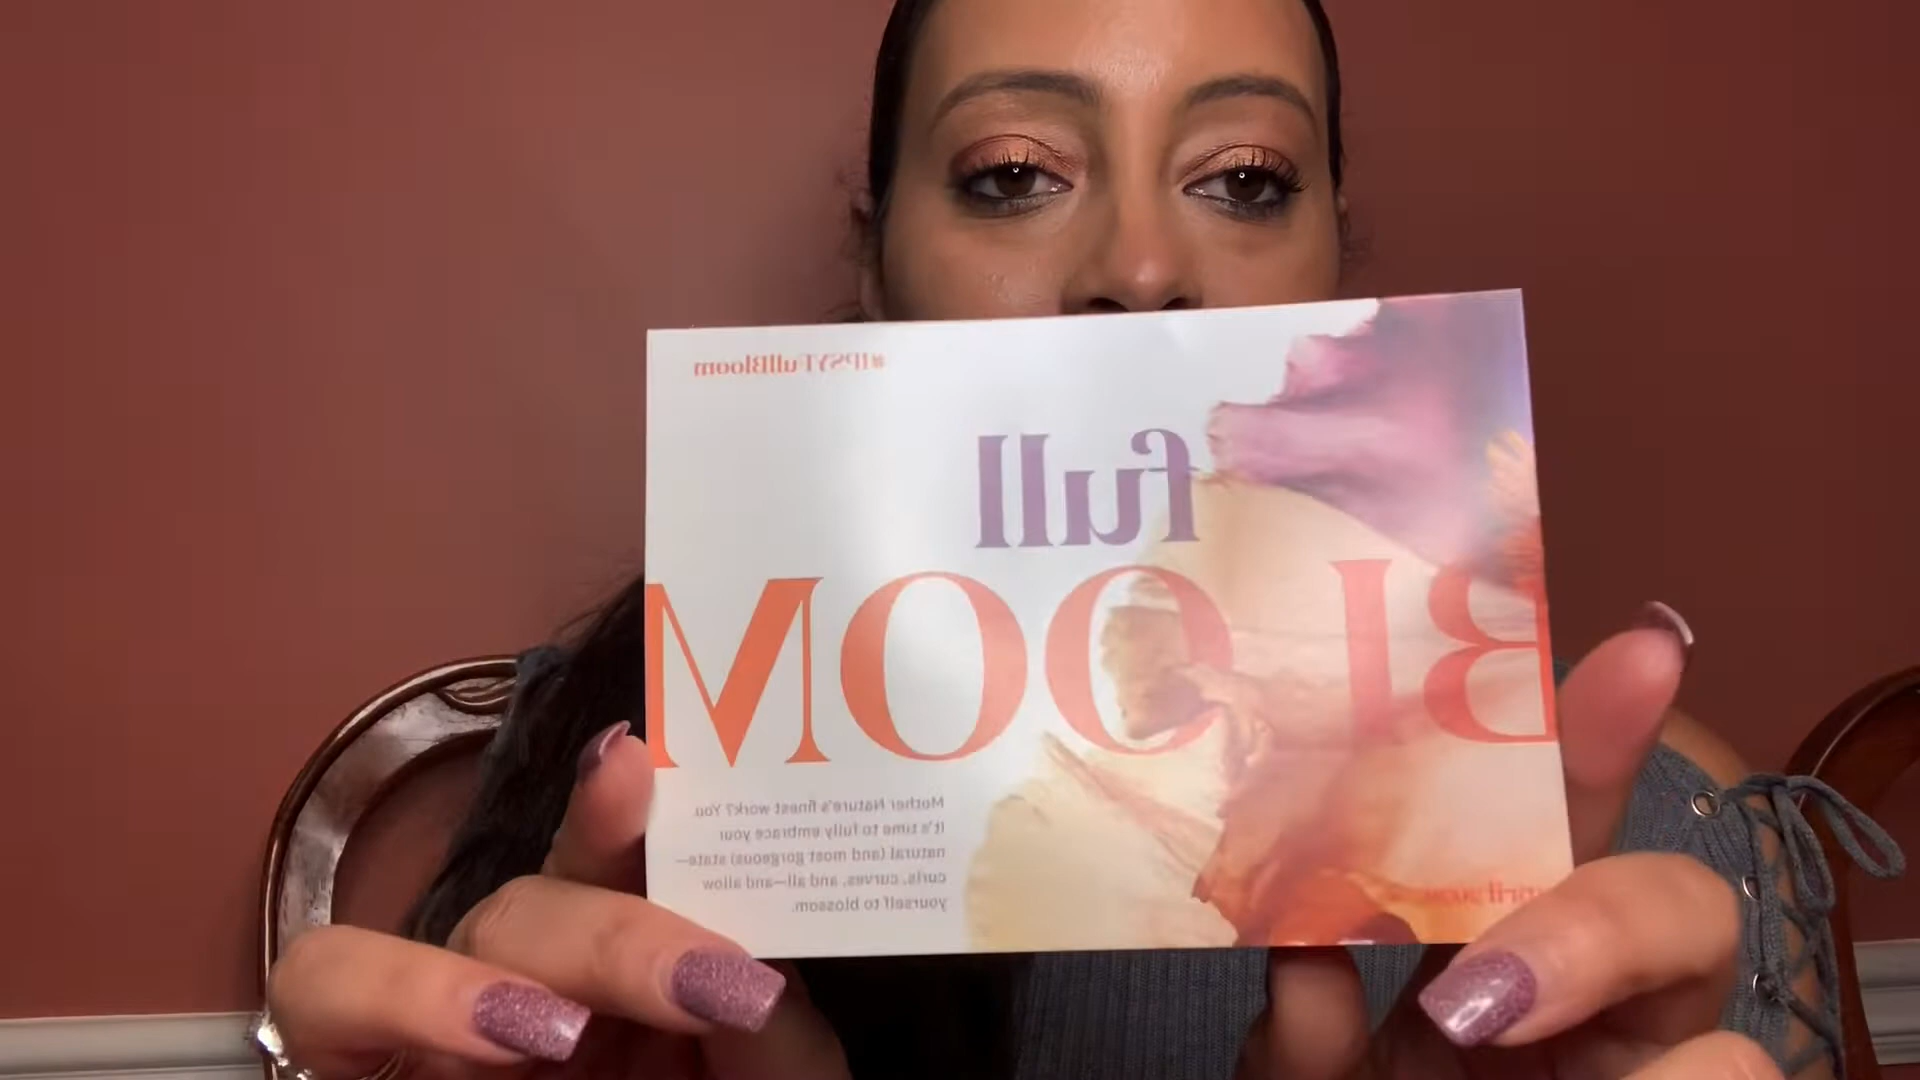 #IPSYFullBloom
full
BLOOM
Mother Nature's finest work? You.
It's time to fully embrace your
natural (and most gorgeous) state—
curls, curves, and all—and allow
yourself to blossom.